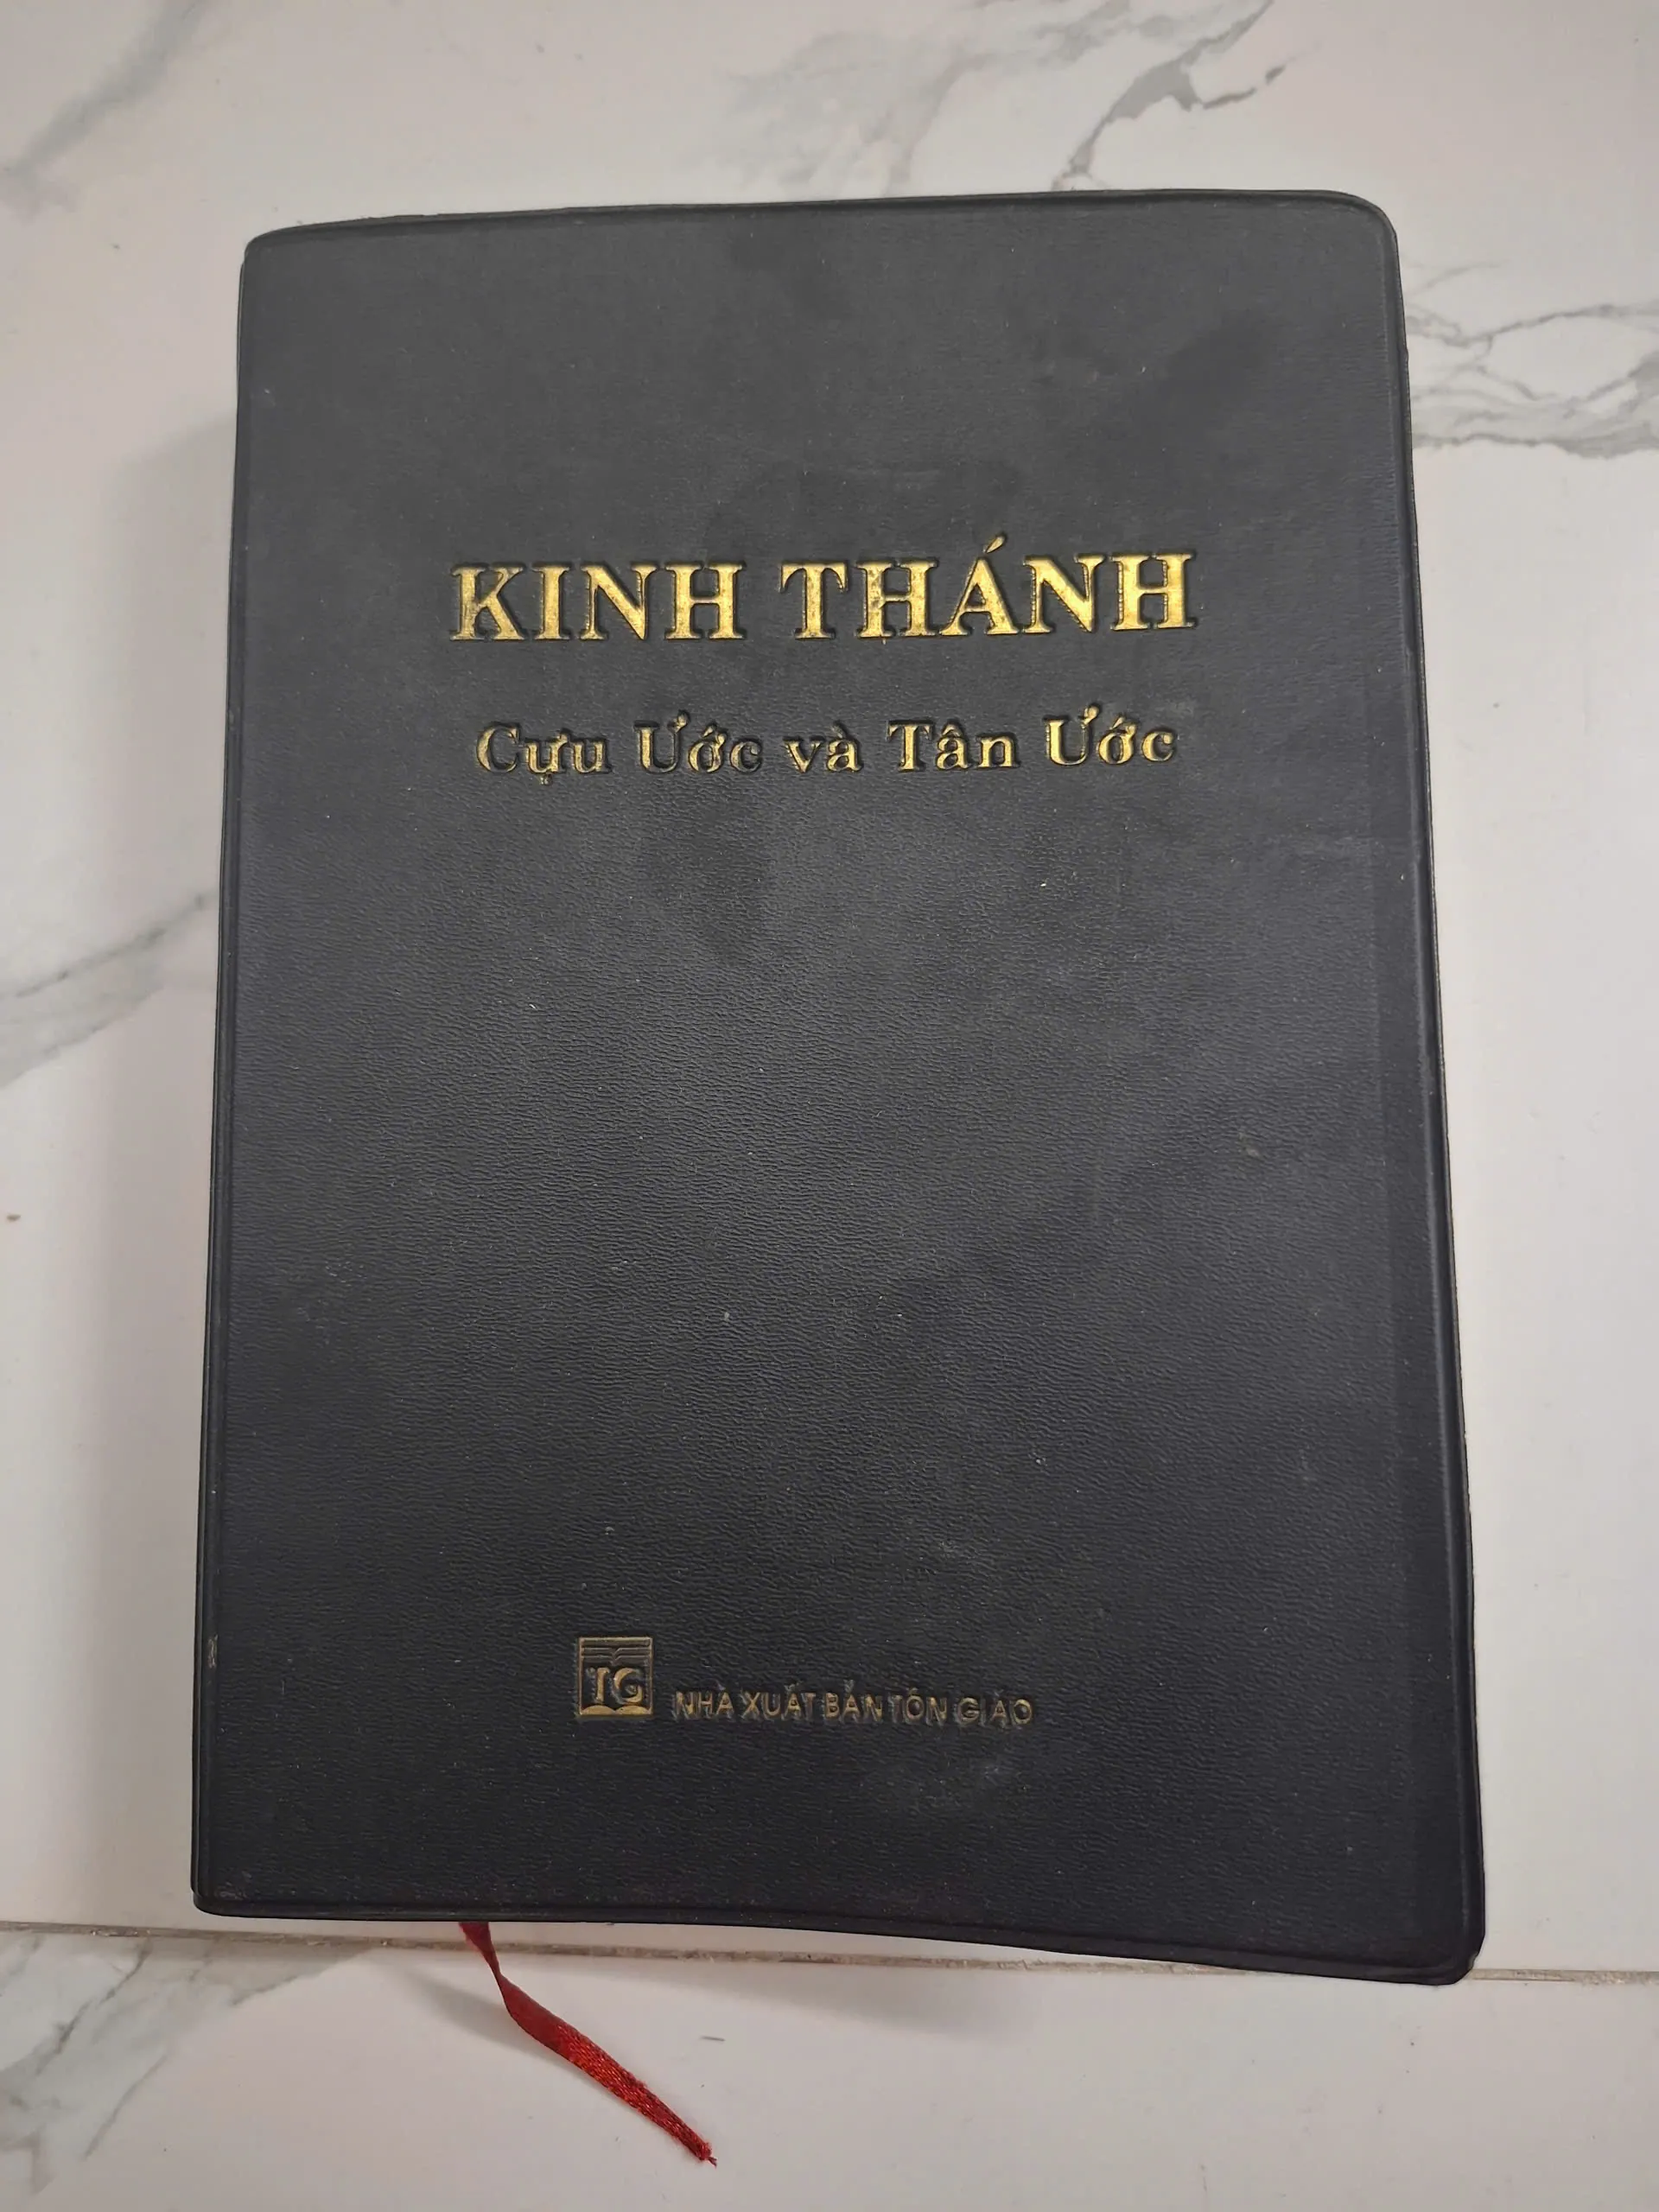 KINH THÁNH
Cựu Ước và Tân Ước
TG
NHÀ XUẤT BẢN TÔN GIÁO